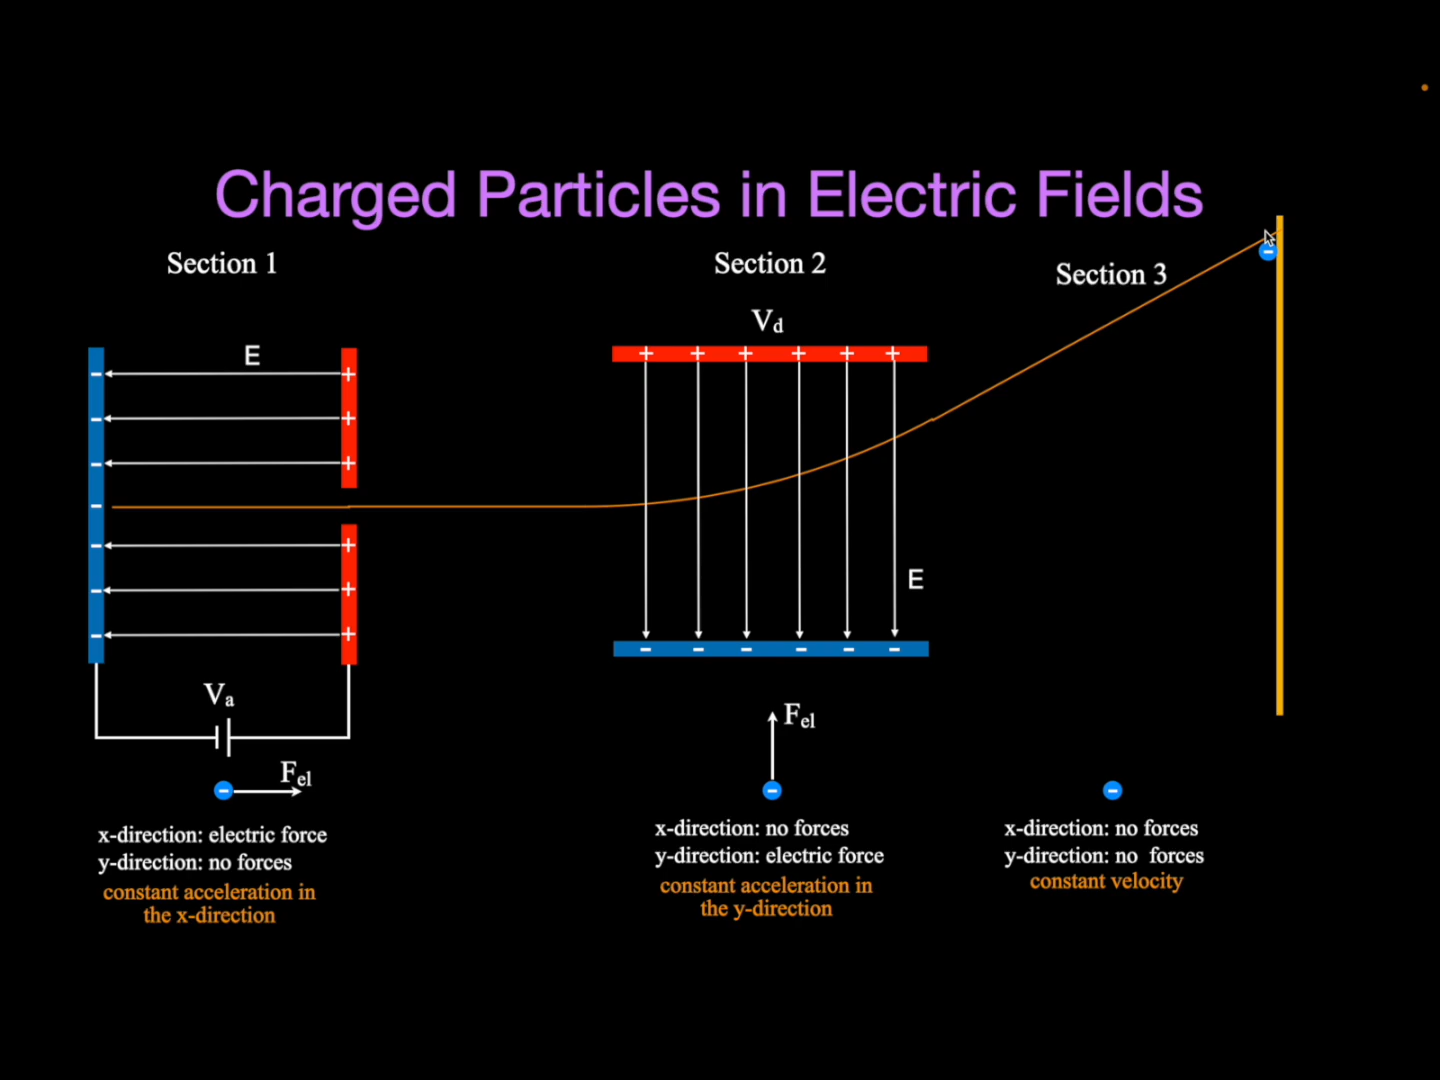 Charged Particles in Electric Fields
Section 1
Section 2
Section 3
E
Vd
E
Va
Fel
Fel
x-direction: electric force
y-direction: no forces
constant acceleration in
the x-direction
x-direction: no forces
y-direction: electric force
constant acceleration in
the y-direction
x-direction: no forces
y-direction: no  forces
constant velocity